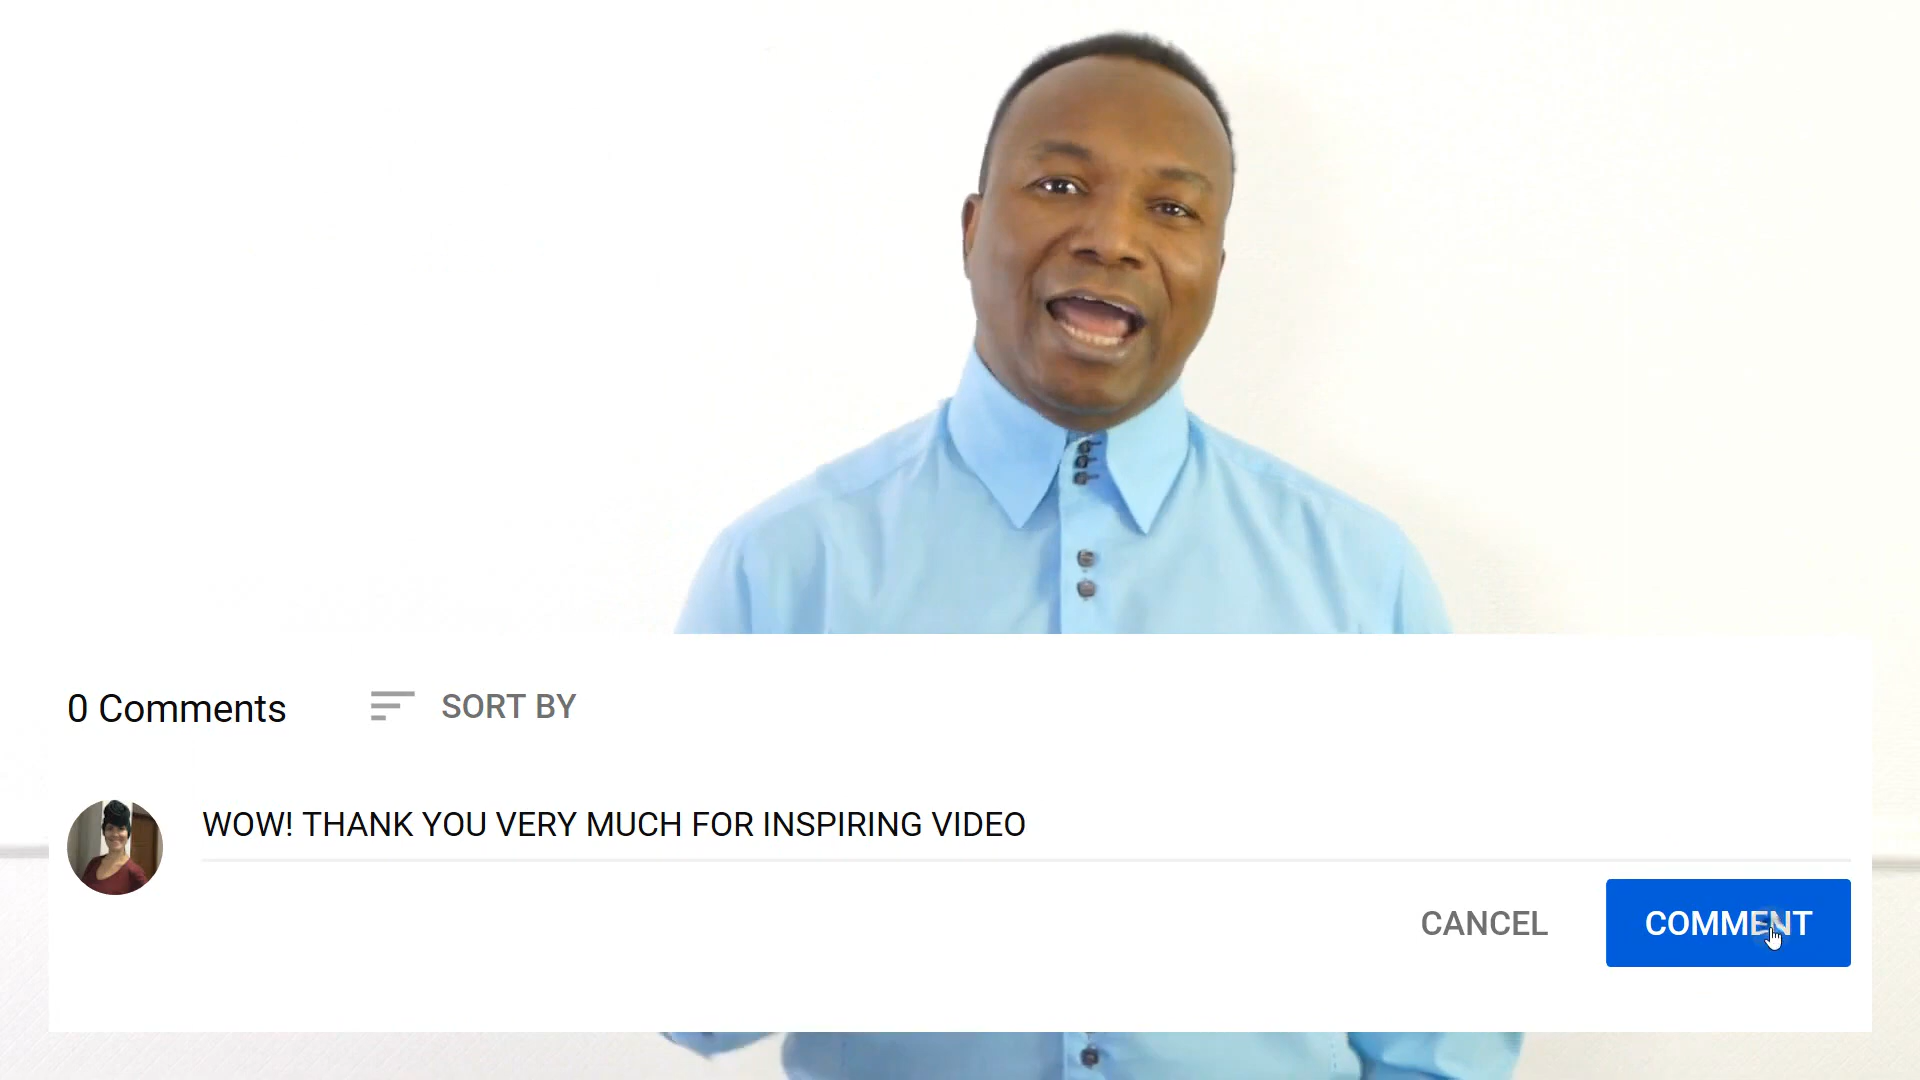 0 Comments SORT BY
WOW! THANK YOU VERY MUCH FOR INSPIRING VIDEO
CANCEL COMMENT